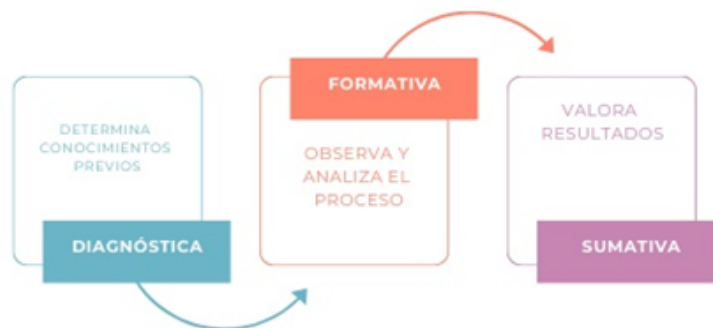 DETERMINA
CONOCIMIENTOS
PREVIOS
DIAGNÓSTICA
FORMATIVA
OBSERVA Y
ANALIZA EL
PROCESO
VALORA
RESULTADOS
SUMATIVA